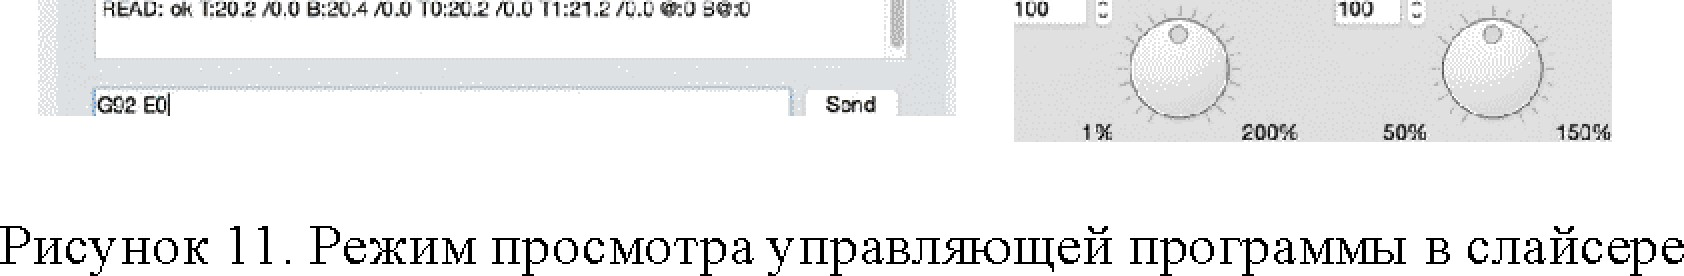 READ: ok T:20.2 /0.0 B:20.4 /0.0 T0:20.2 /0.0 T1:21.2 /0.0 @:0 B@:0
100
100
G92 E0
Send
1%
200%
50%
150%
Рисунок 11. Режим просмотра управляющей программы в слайсере